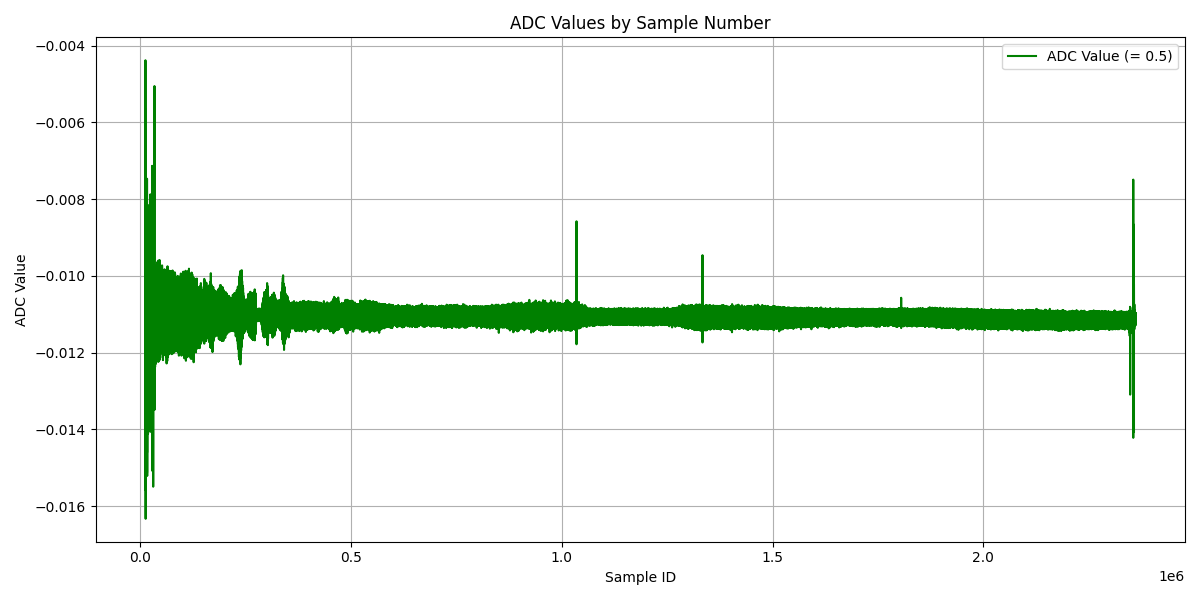 ADC Values by Sample Number
ADC Value (= 0.5)
ADC Value
−0.004
−0.006
−0.008
−0.010
−0.012
−0.014
−0.016
0.0 0.5 1.0 1.5 2.0
1e6
Sample ID